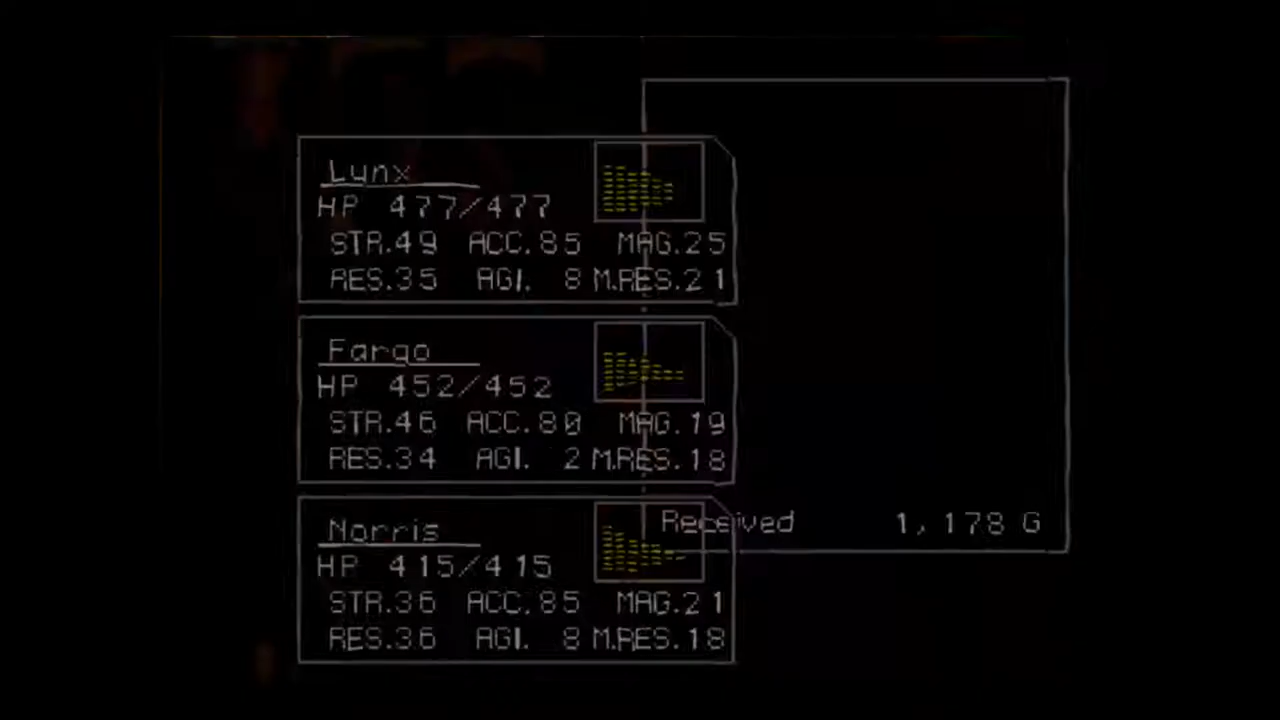 Lynx
HP 477/477
STR.49 ACC.85 MAG.25
RES.35 AGI. 8 M.RES.21
Fargo
HP 452/452
STR.46 ACC.80 MAG.19
RES.34 AGI. 2 M.RES.18
Norris
Received 1,178 G
HP 415/415
STR.36 ACC.85 MAG.21
RES.36 AGI. 8 M.RES.18